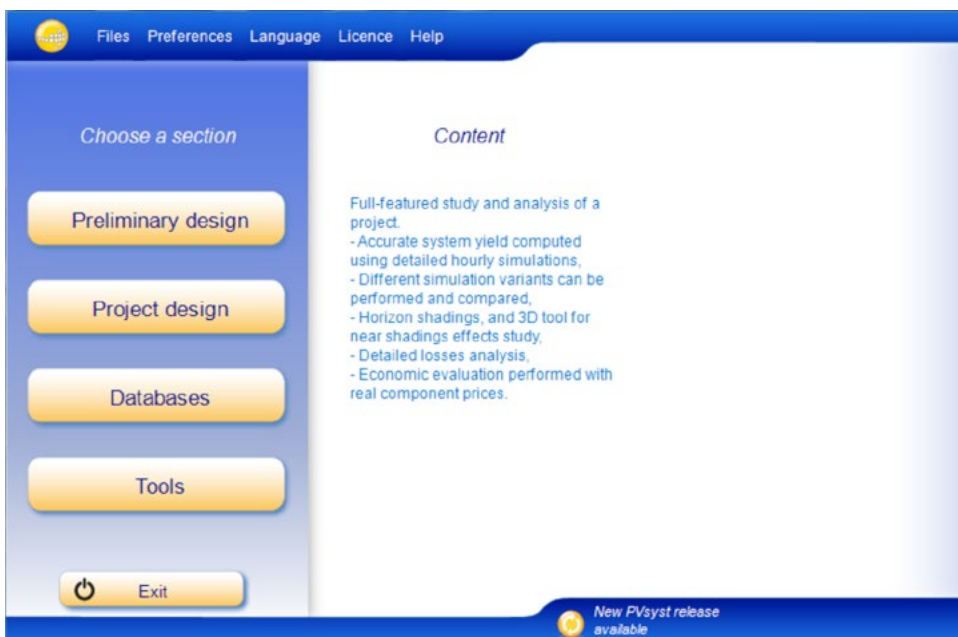 Files Preferences Language Licence Help
Choose a section
Preliminary design
Project design
Databases
Tools
Exit
Content
Full-featured study and analysis of a
project.
- Accurate system yield computed
using detailed hourly simulations,
- Different simulation variants can be
performed and compared,
- Horizon shadings, and 3D tool for
near shadings effects study,
- Detailed losses analysis,
- Economic evaluation performed with
real component prices.
New PVsyst release
available